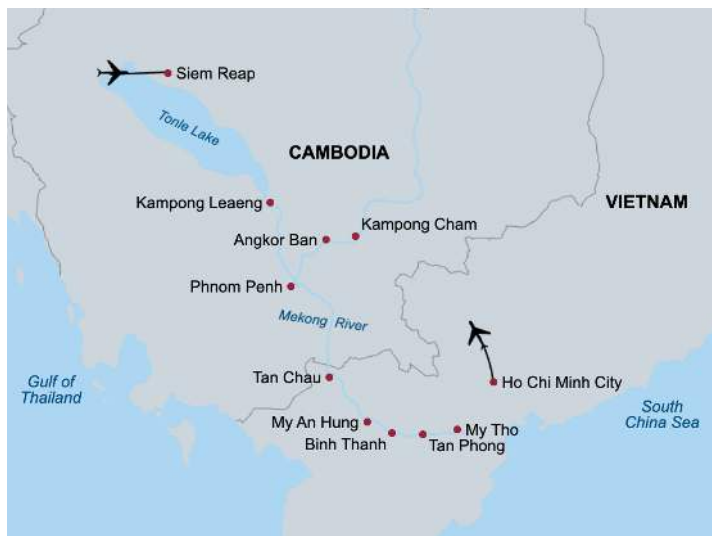 Siem Reap
Tonle Lake
CAMBODIA
Kampong Leaeng
VIETNAM
Kampong Cham
Angkor Ban
Phnom Penh
Mekong River
Tan Chau
Gulf of
Thailand
Ho Chi Minh City
South
China Sea
My An Hung
My Tho
Binh Thanh
Tan Phong